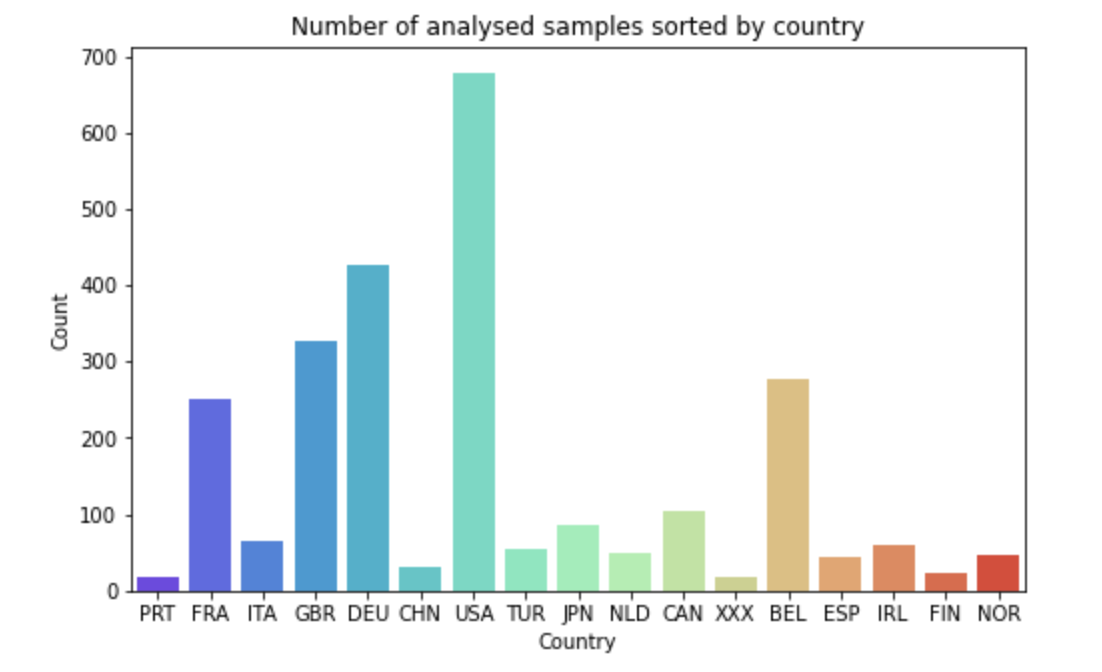 Number of analysed samples sorted by country
700
600
500
400
300
200
100
0
Count
PRT FRA ITA GBR DEU CHN USA TUR JPN NLD CAN XXX BEL ESP IRL FIN NOR
Country